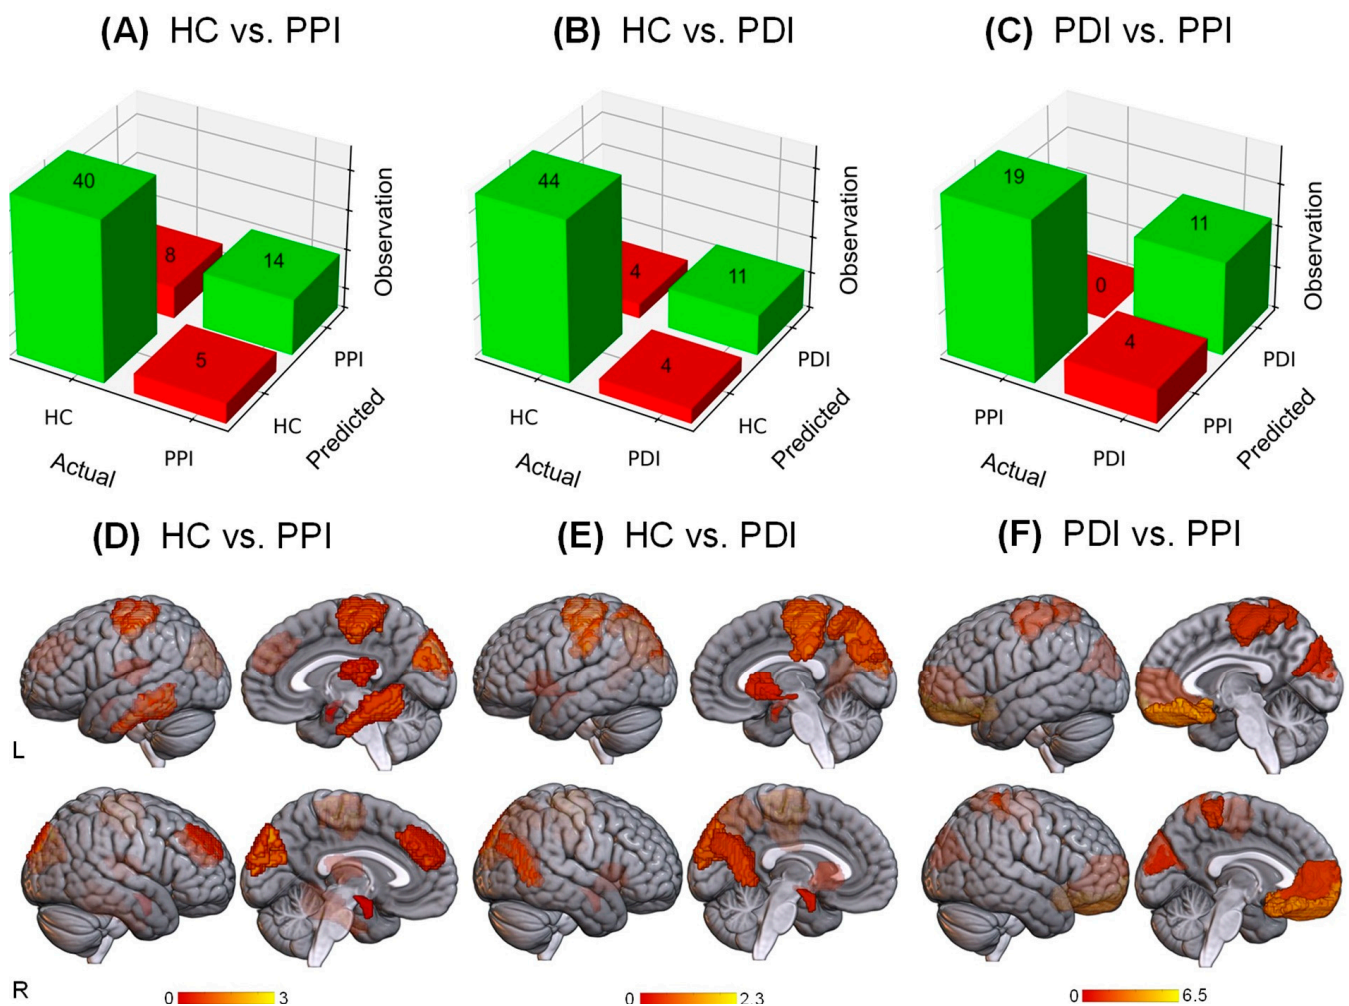 (A) HC vs. PPI
(B) HC vs. PDI
(C) PDI vs. PPI
40
8
14
5
Observation
PPI
HC
HC
PPI
Actual
Predicted
44
4
11
4
Observation
PDI
HC
HC
PDI
Actual
Predicted
19
0
11
4
Observation
PDI
PPI
PPI
PDI
Actual
Predicted
(D) HC vs. PPI
(E) HC vs. PDI
(F) PDI vs. PPI
L
R
0 3
0 2.3
0 6.5